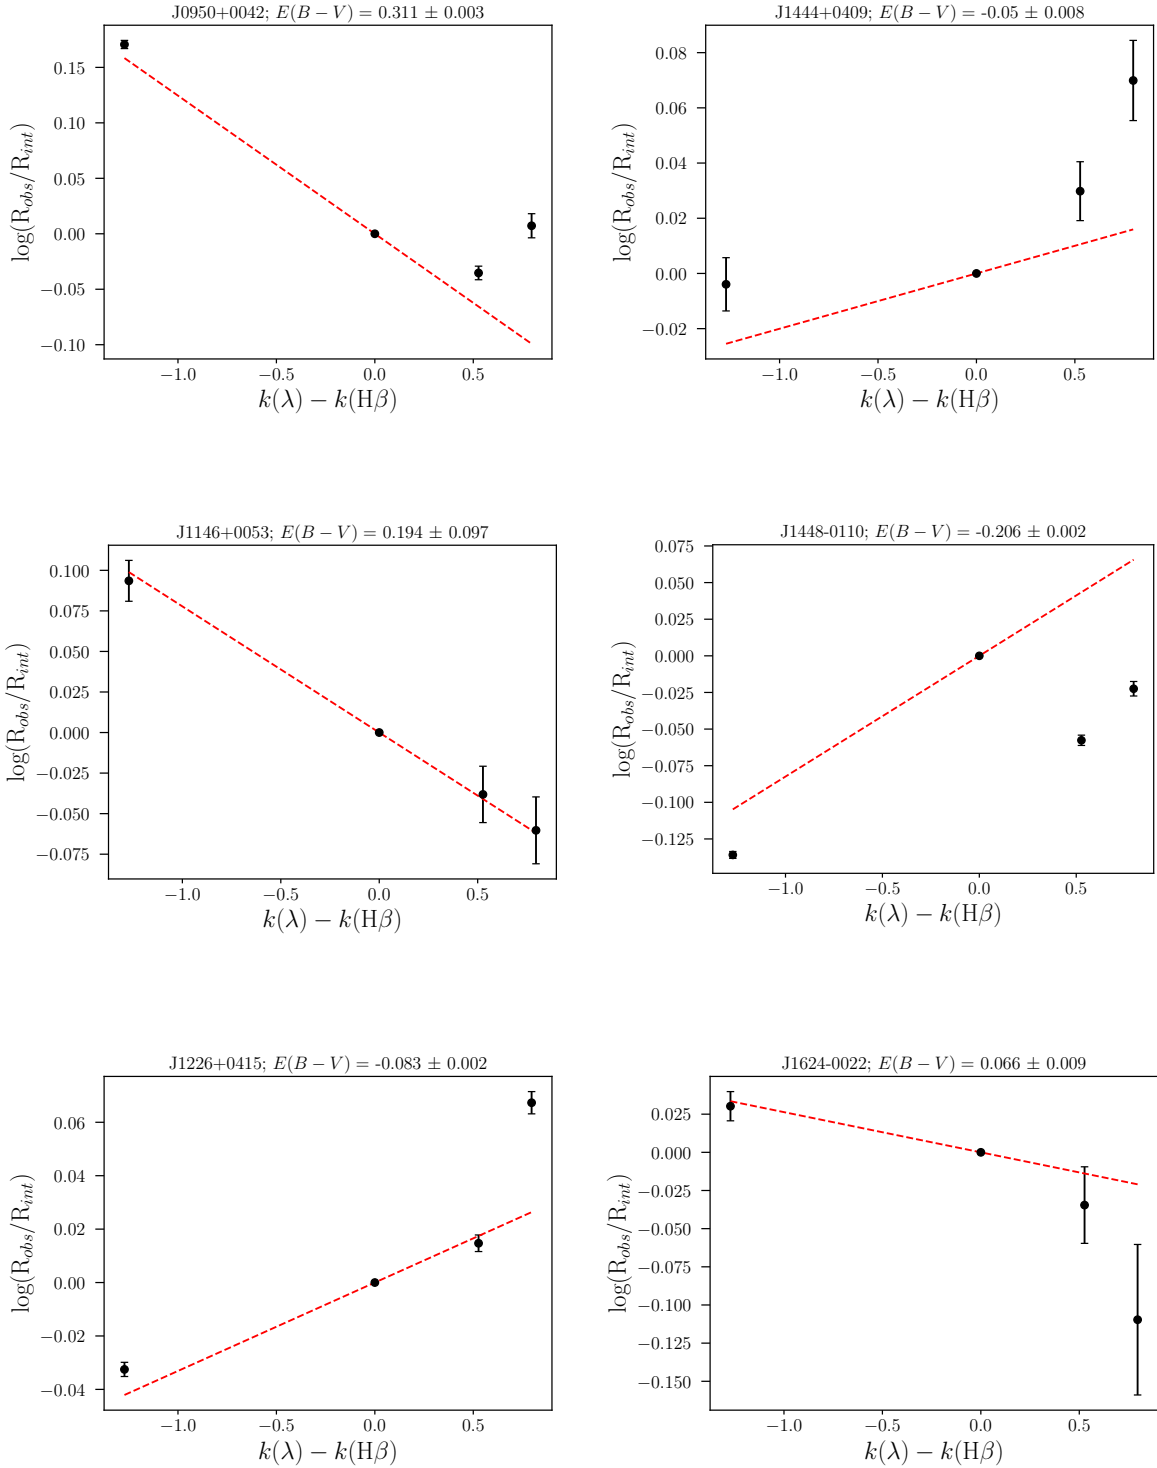 J0950+0042; E(B − V) = 0.311 ± 0.003
0.15
0.10
0.05
0.00
−0.05
−0.10
log(R_obs/R_int)
−1.0 −0.5 0.0 0.5
k(λ) − k(Hβ)
J1444+0409; E(B − V) = -0.05 ± 0.008
0.08
0.06
0.04
0.02
0.00
−0.02
log(R_obs/R_int)
−1.0 −0.5 0.0 0.5
k(λ) − k(Hβ)
J1146+0053; E(B − V) = 0.194 ± 0.097
0.100
0.075
0.050
0.025
0.000
−0.025
−0.050
−0.075
log(R_obs/R_int)
−1.0 −0.5 0.0 0.5
k(λ) − k(Hβ)
J1448-0110; E(B − V) = -0.206 ± 0.002
0.075
0.050
0.025
0.000
−0.025
−0.050
−0.075
−0.100
−0.125
log(R_obs/R_int)
−1.0 −0.5 0.0 0.5
k(λ) − k(Hβ)
J1226+0415; E(B − V) = -0.083 ± 0.002
0.06
0.04
0.02
0.00
−0.02
−0.04
log(R_obs/R_int)
−1.0 −0.5 0.0 0.5
k(λ) − k(Hβ)
J1624-0022; E(B − V) = 0.066 ± 0.009
0.025
0.000
−0.025
−0.050
−0.075
−0.100
−0.125
−0.150
log(R_obs/R_int)
−1.0 −0.5 0.0 0.5
k(λ) − k(Hβ)